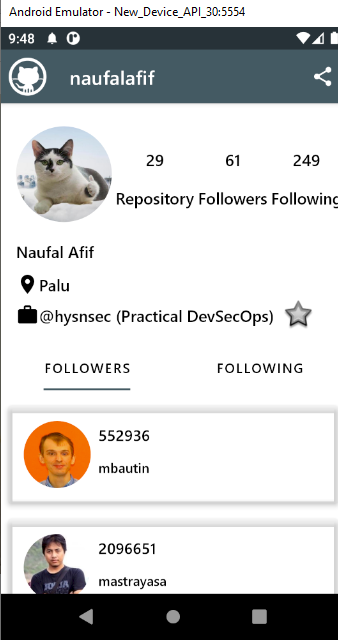 Android Emulator - New_Device_API_30:5554
9:48
naufalafif
29 61 249
Repository Followers Following
Naufal Afif
Palu
@hysnsec (Practical DevSecOps)
FOLLOWERS FOLLOWING
552936
mbautin
2096651
mastrayasa